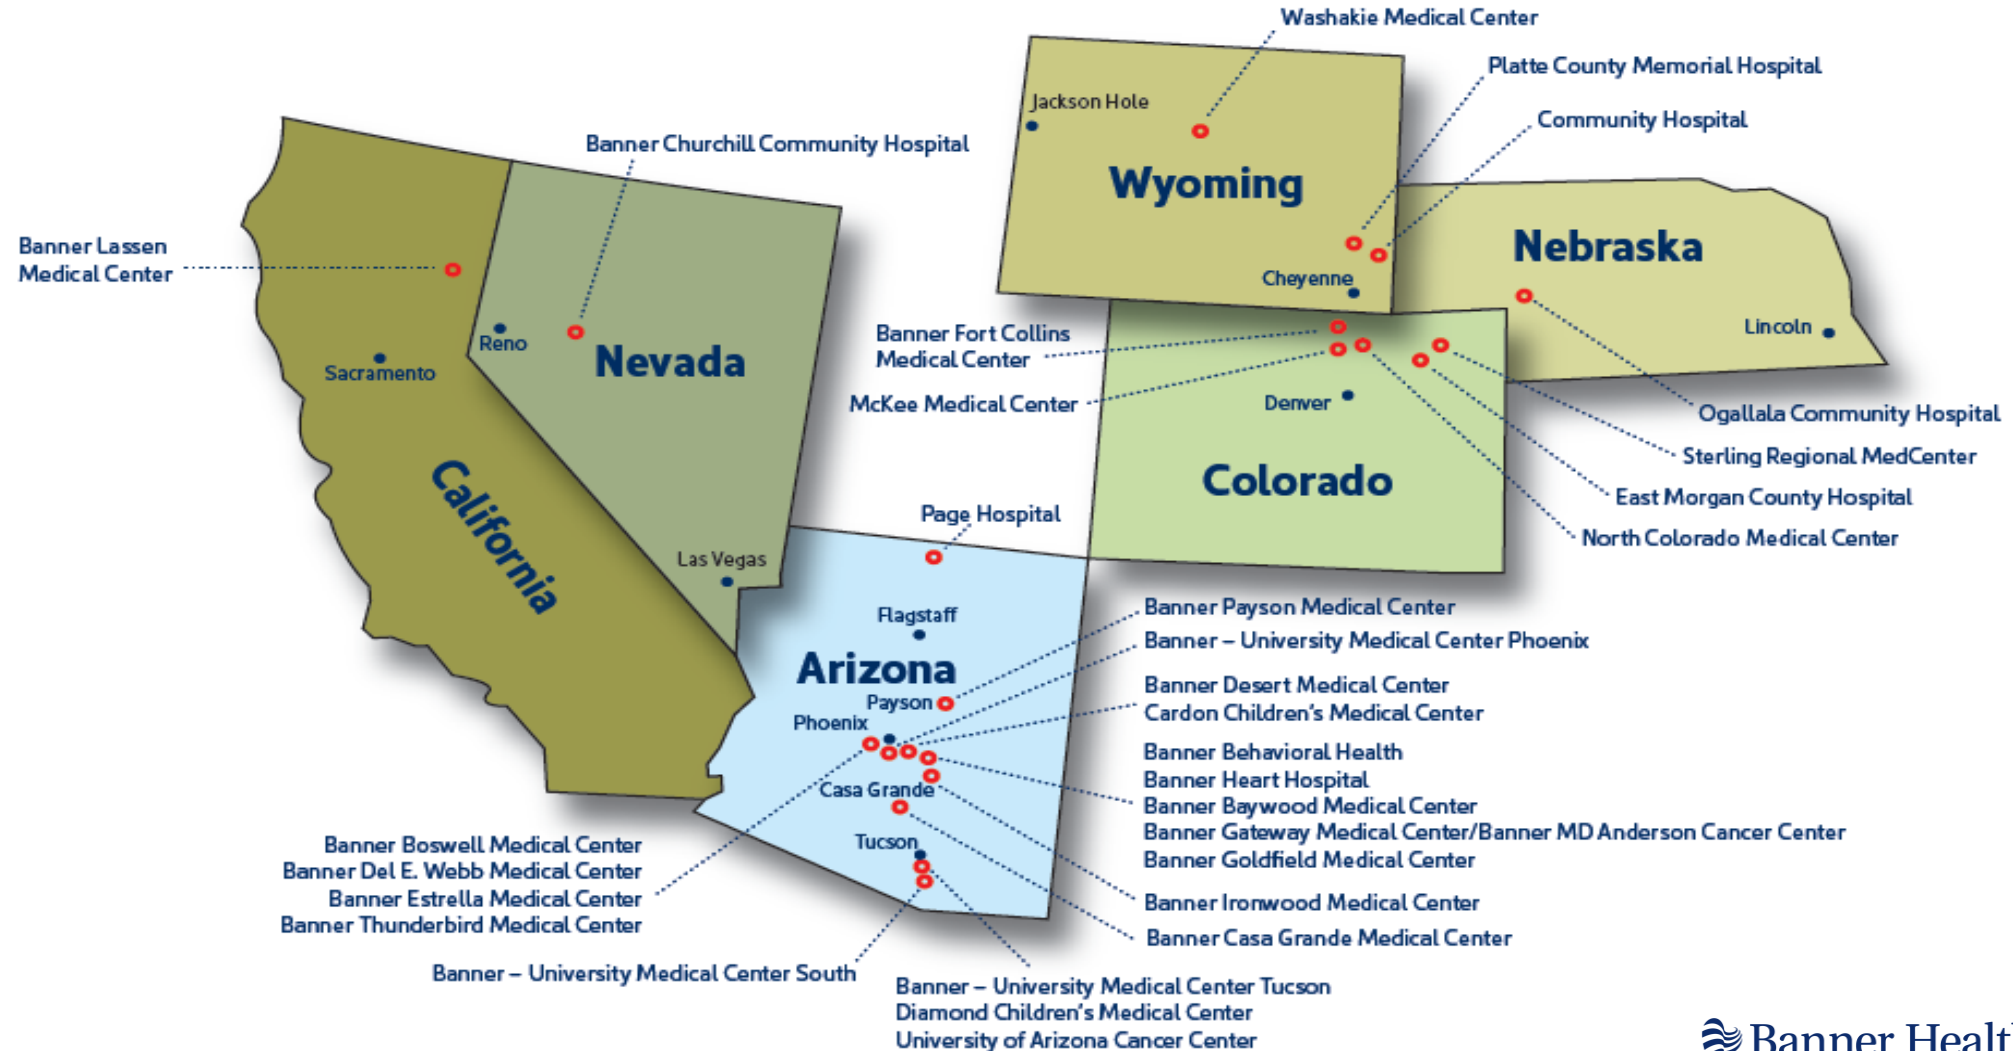 Washakie Medical Center
Platte County Memorial Hospital
Jackson Hole
Community Hospital
Banner Churchill Community Hospital
Wyoming
Nebraska
Banner Lassen
Medical Center
Cheyenne
Lincoln
Reno
Nevada
Sacramento
Banner Fort Collins
Medical Center
McKee Medical Center
Denver
Ogallala Community Hospital
Sterling Regional MedCenter
Colorado
East Morgan County Hospital
North Colorado Medical Center
California
Page Hospital
Las Vegas
Flagstaff
Arizona
Payson
Phoenix
Casa Grande
Tucson
Banner Payson Medical Center
Banner – University Medical Center Phoenix
Banner Desert Medical Center
Cardon Children's Medical Center
Banner Behavioral Health
Banner Heart Hospital
Banner Baywood Medical Center
Banner Gateway Medical Center/Banner MD Anderson Cancer Center
Banner Goldfield Medical Center
Banner Ironwood Medical Center
Banner Casa Grande Medical Center
Banner Boswell Medical Center
Banner Del E. Webb Medical Center
Banner Estrella Medical Center
Banner Thunderbird Medical Center
Banner – University Medical Center South
Banner – University Medical Center Tucson
Diamond Children's Medical Center
University of Arizona Cancer Center
Banner Healt